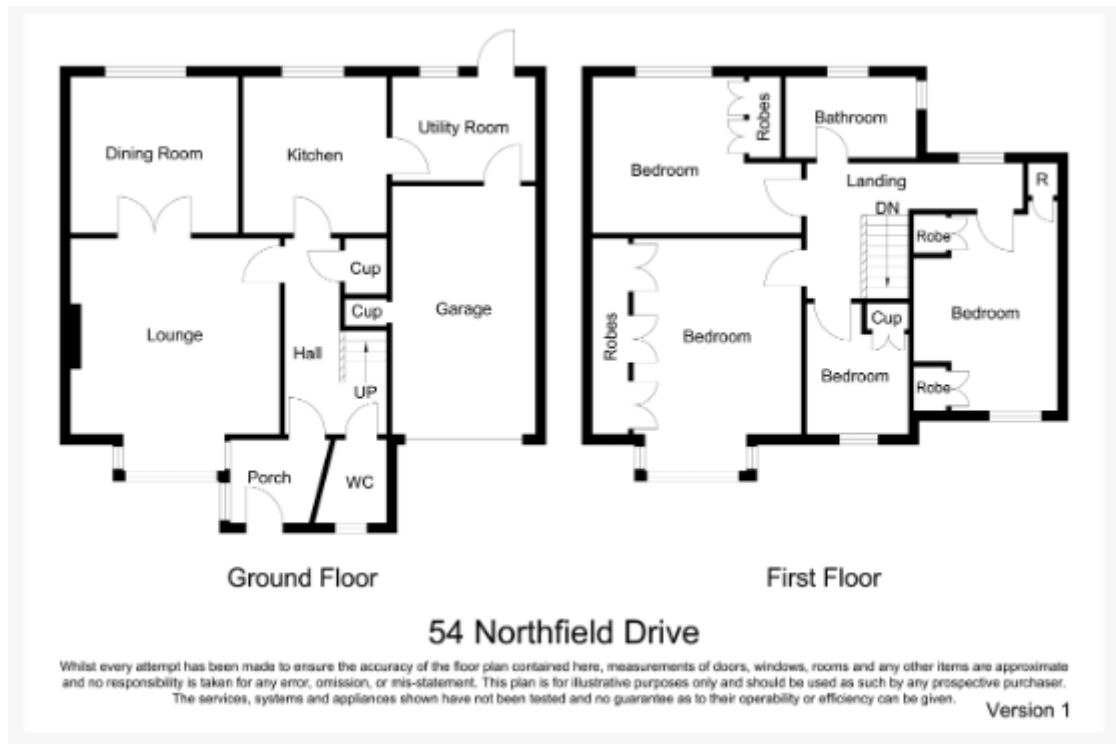 Dining Room
Kitchen
Utility Room
Lounge
Hall
Cup
Cup
UP
Garage
Porch
WC
Ground Floor
Bedroom
Robes
Bathroom
Landing
DN
R
Robe
Robes
Bedroom
Cup
Bedroom
Bedroom
Robe
First Floor
54 Northfield Drive
Whilst every attempt has been made to ensure the accuracy of the floor plan contained here, measurements of doors, windows, rooms and any other items are approximate
and no responsibility is taken for any error, omission, or mis-statement. This plan is for illustrative purposes only and should be used as such by any prospective purchaser.
The services, systems and appliances shown have not been tested and no guarantee as to their operability or efficiency can be given.
Version 1